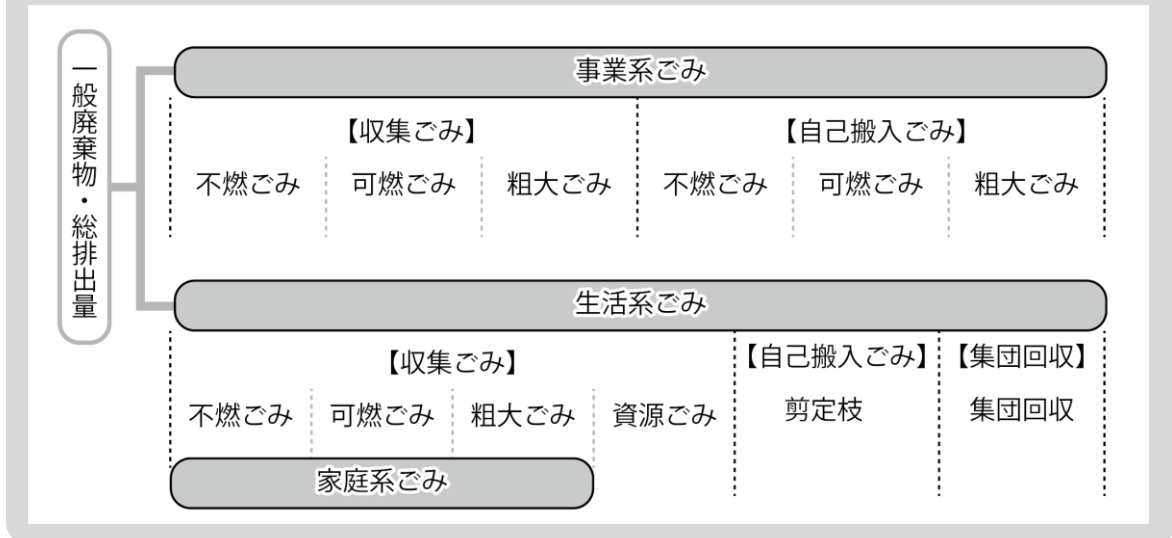 一般廃棄物・総排出量
事業系ごみ
【収集ごみ】 【自己搬入ごみ】
不燃ごみ 可燃ごみ 粗大ごみ 不燃ごみ 可燃ごみ 粗大ごみ
生活系ごみ
【収集ごみ】 【自己搬入ごみ】 【集団回収】
不燃ごみ 可燃ごみ 粗大ごみ 資源ごみ 剪定枝 集団回収
家庭系ごみ